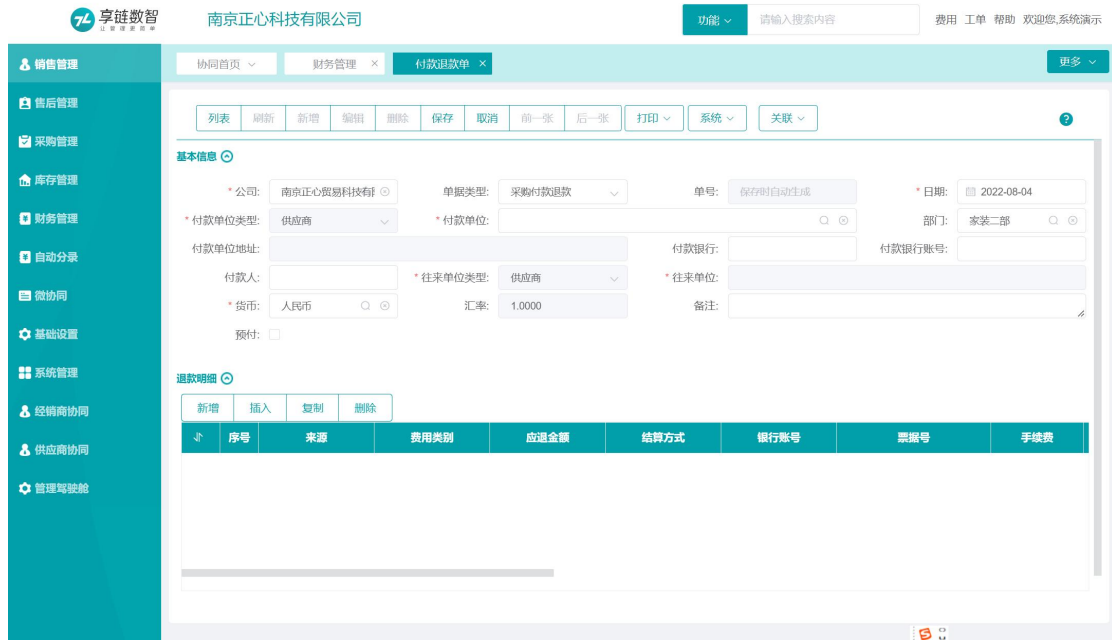 享链数智 南京正心科技有限公司 功能 请输入搜索内容 费用 工单 帮助 欢迎您,系统演示
让管理更简单
销售管理 协同首页 财务管理 × 付款退款单 × 更多
售后管理
列表 刷新 新增 编辑 删除 保存 取消 前一张 后一张 打印 系统 关联 ?
采购管理
基本信息
库存管理
* 公司: 南京正心贸易科技有 单据类型: 采购付款退款 单号: 保存时自动生成 * 日期: 2022-08-04
财务管理
* 付款单位类型: 供应商 * 付款单位: 部门: 家装二部
自动分录
付款单位地址: 付款银行: 付款银行账号:
付款人: * 往来单位类型: 供应商 * 往来单位:
微协同
* 货币: 人民币 汇率: 1.0000 备注:
基础设置
预付:
系统管理
退款明细
经销商协同
新增 插入 复制 删除
序号 来源 费用类别 应退金额 结算方式 银行账号 票据号 手续费
供应商协同
管理驾驶舱